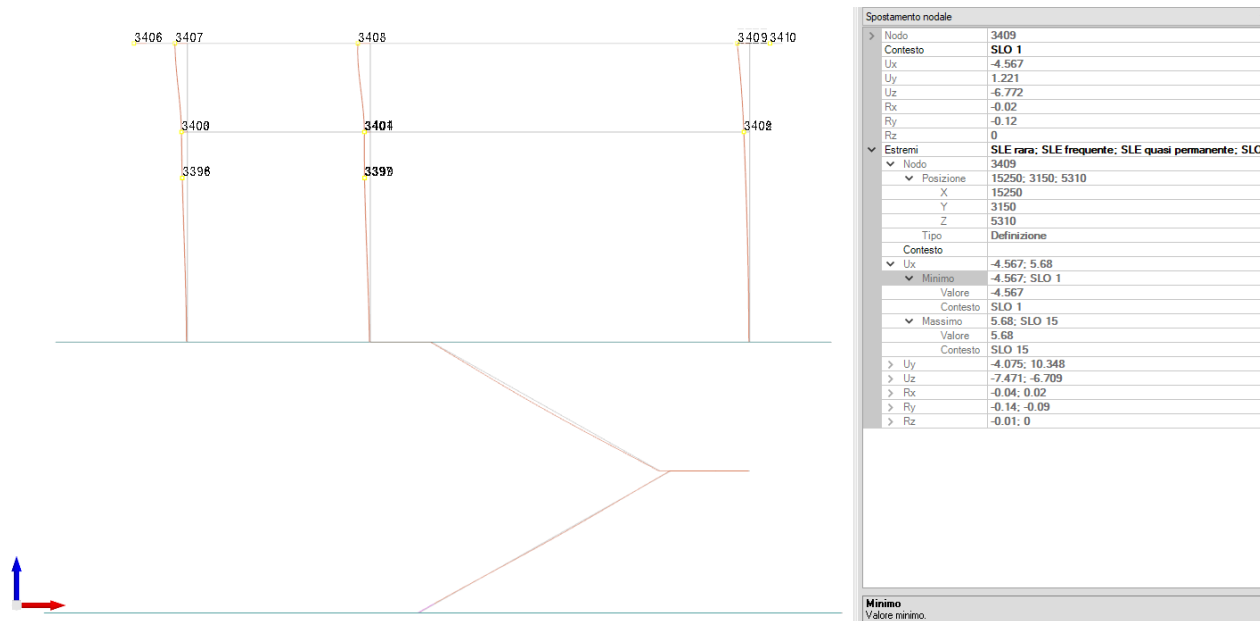 3406 3407 3408 3409 3410
3396
Spostamento nodale
Nodo 3409
Contesto SLO 1
Ux -4.567
Uy 1.221
Uz -6.772
Rx -0.02
Ry -0.12
Rz 0
Estremi SLE rara; SLE frequente; SLE quasi permanente; SLO
Nodo 3409
Posizione 15250; 3150; 5310
X 15250
Y 3150
Z 5310
Tipo Definizione
Contesto
Ux -4.567; 5.68
Minimo -4.567; SLO 1
Valore -4.567
Contesto SLO 1
Massimo 5.68; SLO 15
Valore 5.68
Contesto SLO 15
Uy -4.075; 10.348
Uz -7.471; -6.709
Rx -0.04; 0.02
Ry -0.14; -0.09
Rz -0.01; 0
Minimo
Valore minimo.